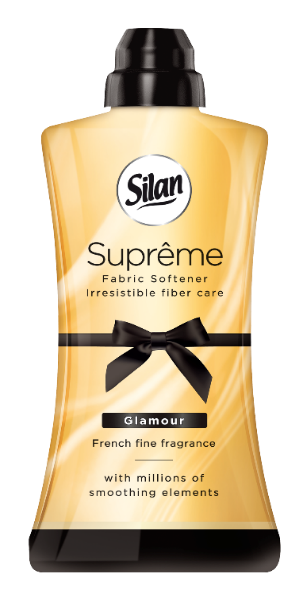 Silan
Suprême
Fabric Softener
Irresistible fiber care
Glamour
French fine fragrance
with millions of
smoothing elements